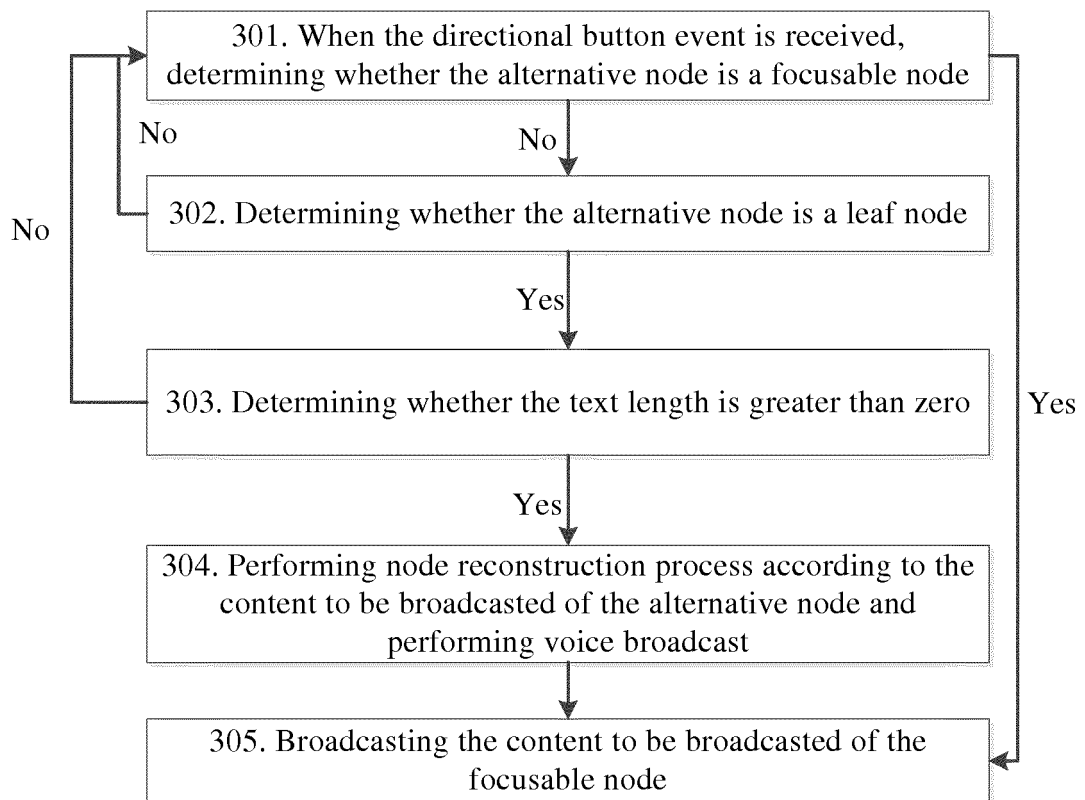 301. When the directional button event is received,
determining whether the alternative node is a focusable node
No
No
302. Determining whether the alternative node is a leaf node
No
Yes
303. Determining whether the text length is greater than zero
Yes
Yes
304. Performing node reconstruction process according to the
content to be broadcasted of the alternative node and
performing voice broadcast
305. Broadcasting the content to be broadcasted of the
focusable node